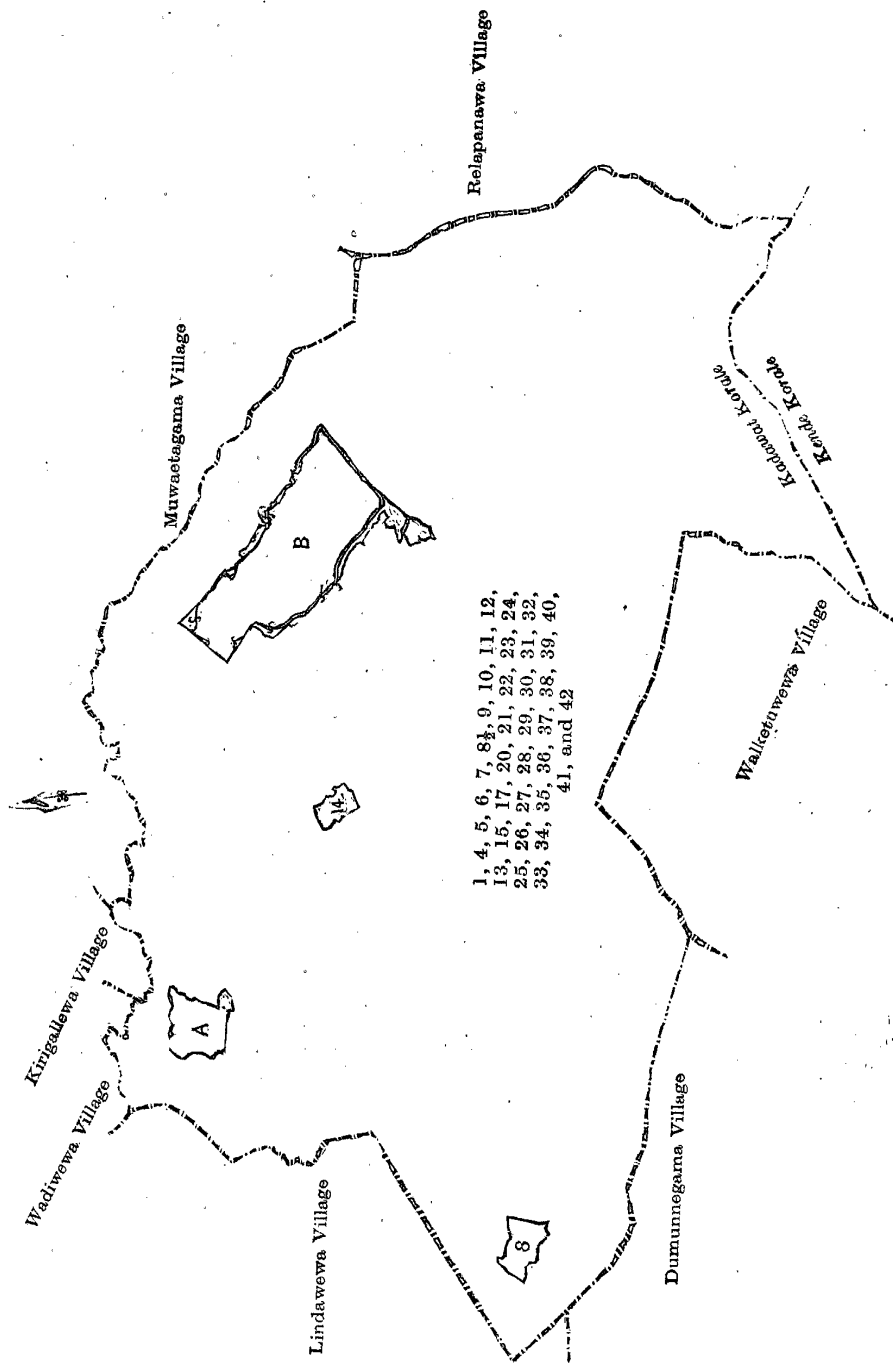 Wadiwewa Village
Kirigallewa Village
Muwaetagama Village
Relapanawa Village
Lindawewa Village
A
14
B
8
1, 4, 5, 6, 7, 8½, 9, 10, 11, 12,
13, 15, 17, 20, 21, 22, 23, 24,
25, 26, 27, 28, 29, 30, 31, 32,
33, 34, 35, 36, 37, 38, 39, 40,
41, and 42
Kadawat Korale
Kende Korale
Dumunnegama Village
Walketuwewa Village